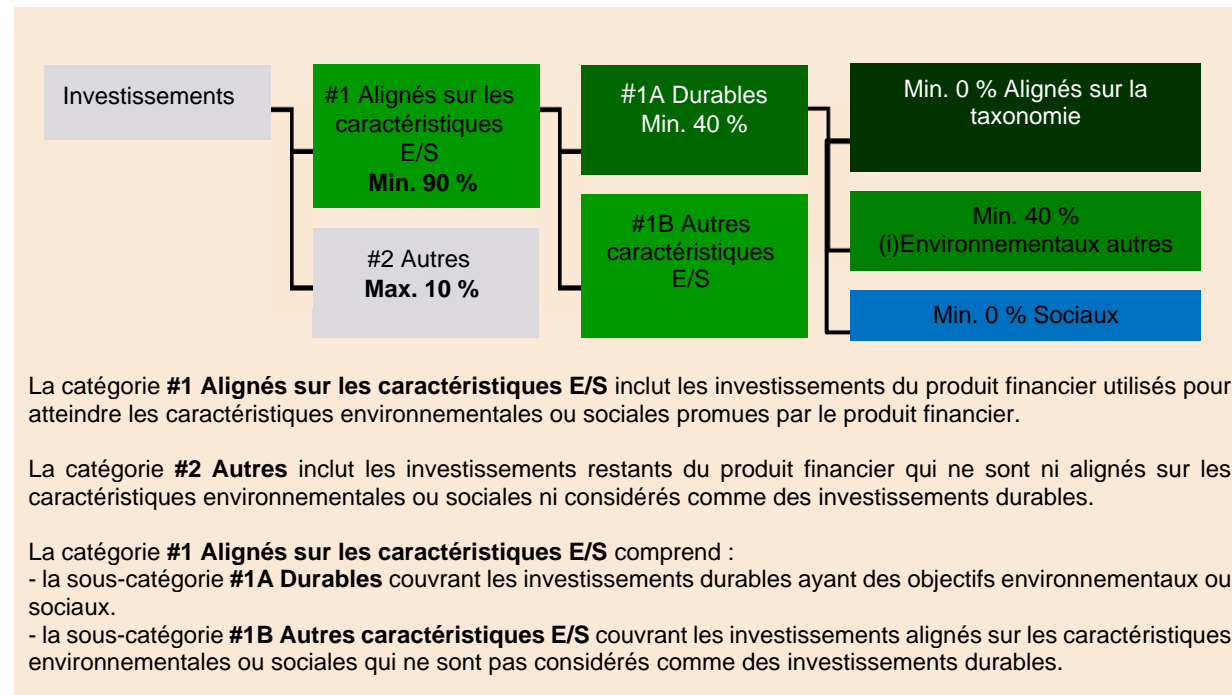 Investissements
#1 Alignés sur les
caractéristiques
E/S
Min. 90 %
#2 Autres
Max. 10 %
#1A Durables
Min. 40 %
#1B Autres
caractéristiques
E/S
Min. 0 % Alignés sur la
taxonomie
Min. 40 %
(i)Environnementaux autres
Min. 0 % Sociaux
La catégorie #1 Alignés sur les caractéristiques E/S inclut les investissements du produit financier utilisés pour
atteindre les caractéristiques environnementales ou sociales promues par le produit financier.
La catégorie #2 Autres inclut les investissements restants du produit financier qui ne sont ni alignés sur les
caractéristiques environnementales ou sociales ni considérés comme des investissements durables.
La catégorie #1 Alignés sur les caractéristiques E/S comprend :
- la sous-catégorie #1A Durables couvrant les investissements durables ayant des objectifs environnementaux ou
sociaux.
- la sous-catégorie #1B Autres caractéristiques E/S couvrant les investissements alignés sur les caractéristiques
environnementales ou sociales qui ne sont pas considérés comme des investissements durables.